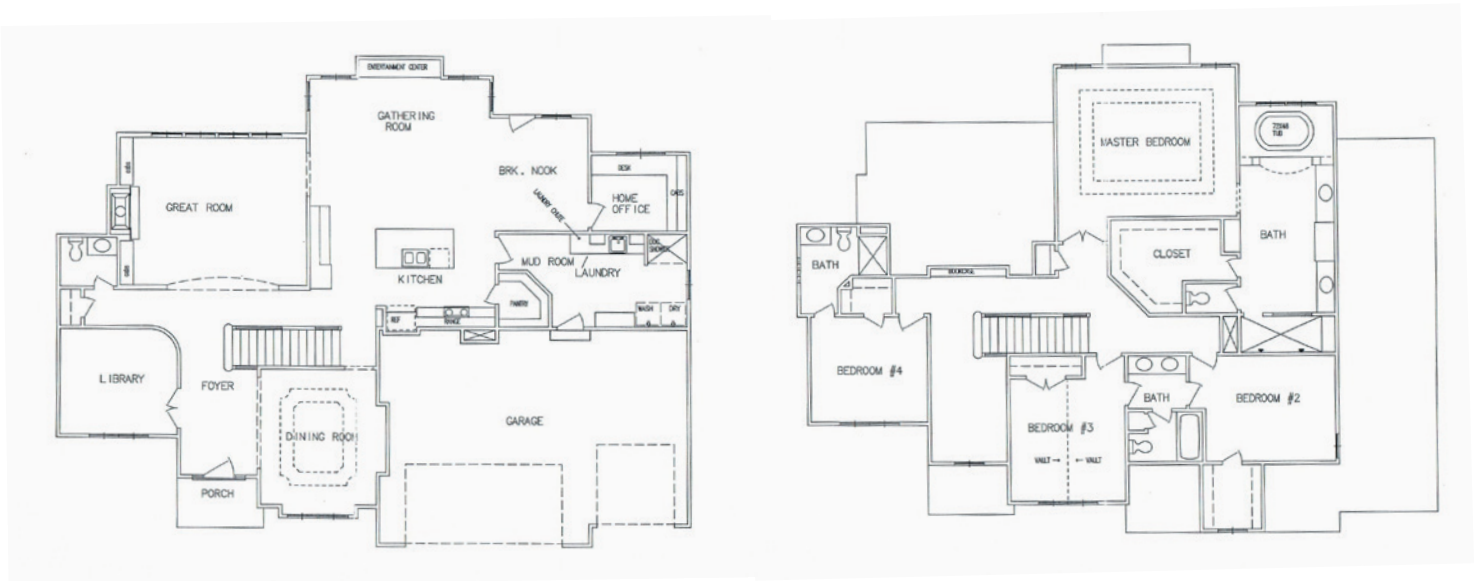 ENTERTAINMENT CENTER
GATHERING
ROOM
BRK. NOOK
DESK
HOME
OFFICE
GREAT ROOM
LAUNDRY CHUTE
MUD ROOM
LAUNDRY
DOG
SHOWER
KITCHEN
PANTRY
REF
RANGE
WASH
DRY
LIBRARY
FOYER
DINING ROOM
GARAGE
PORCH
MASTER BEDROOM
TUB
BATH
CLOSET
BATH
BEDROOM #4
BEDROOM #3
VAULT
VAULT
BATH
BEDROOM #2